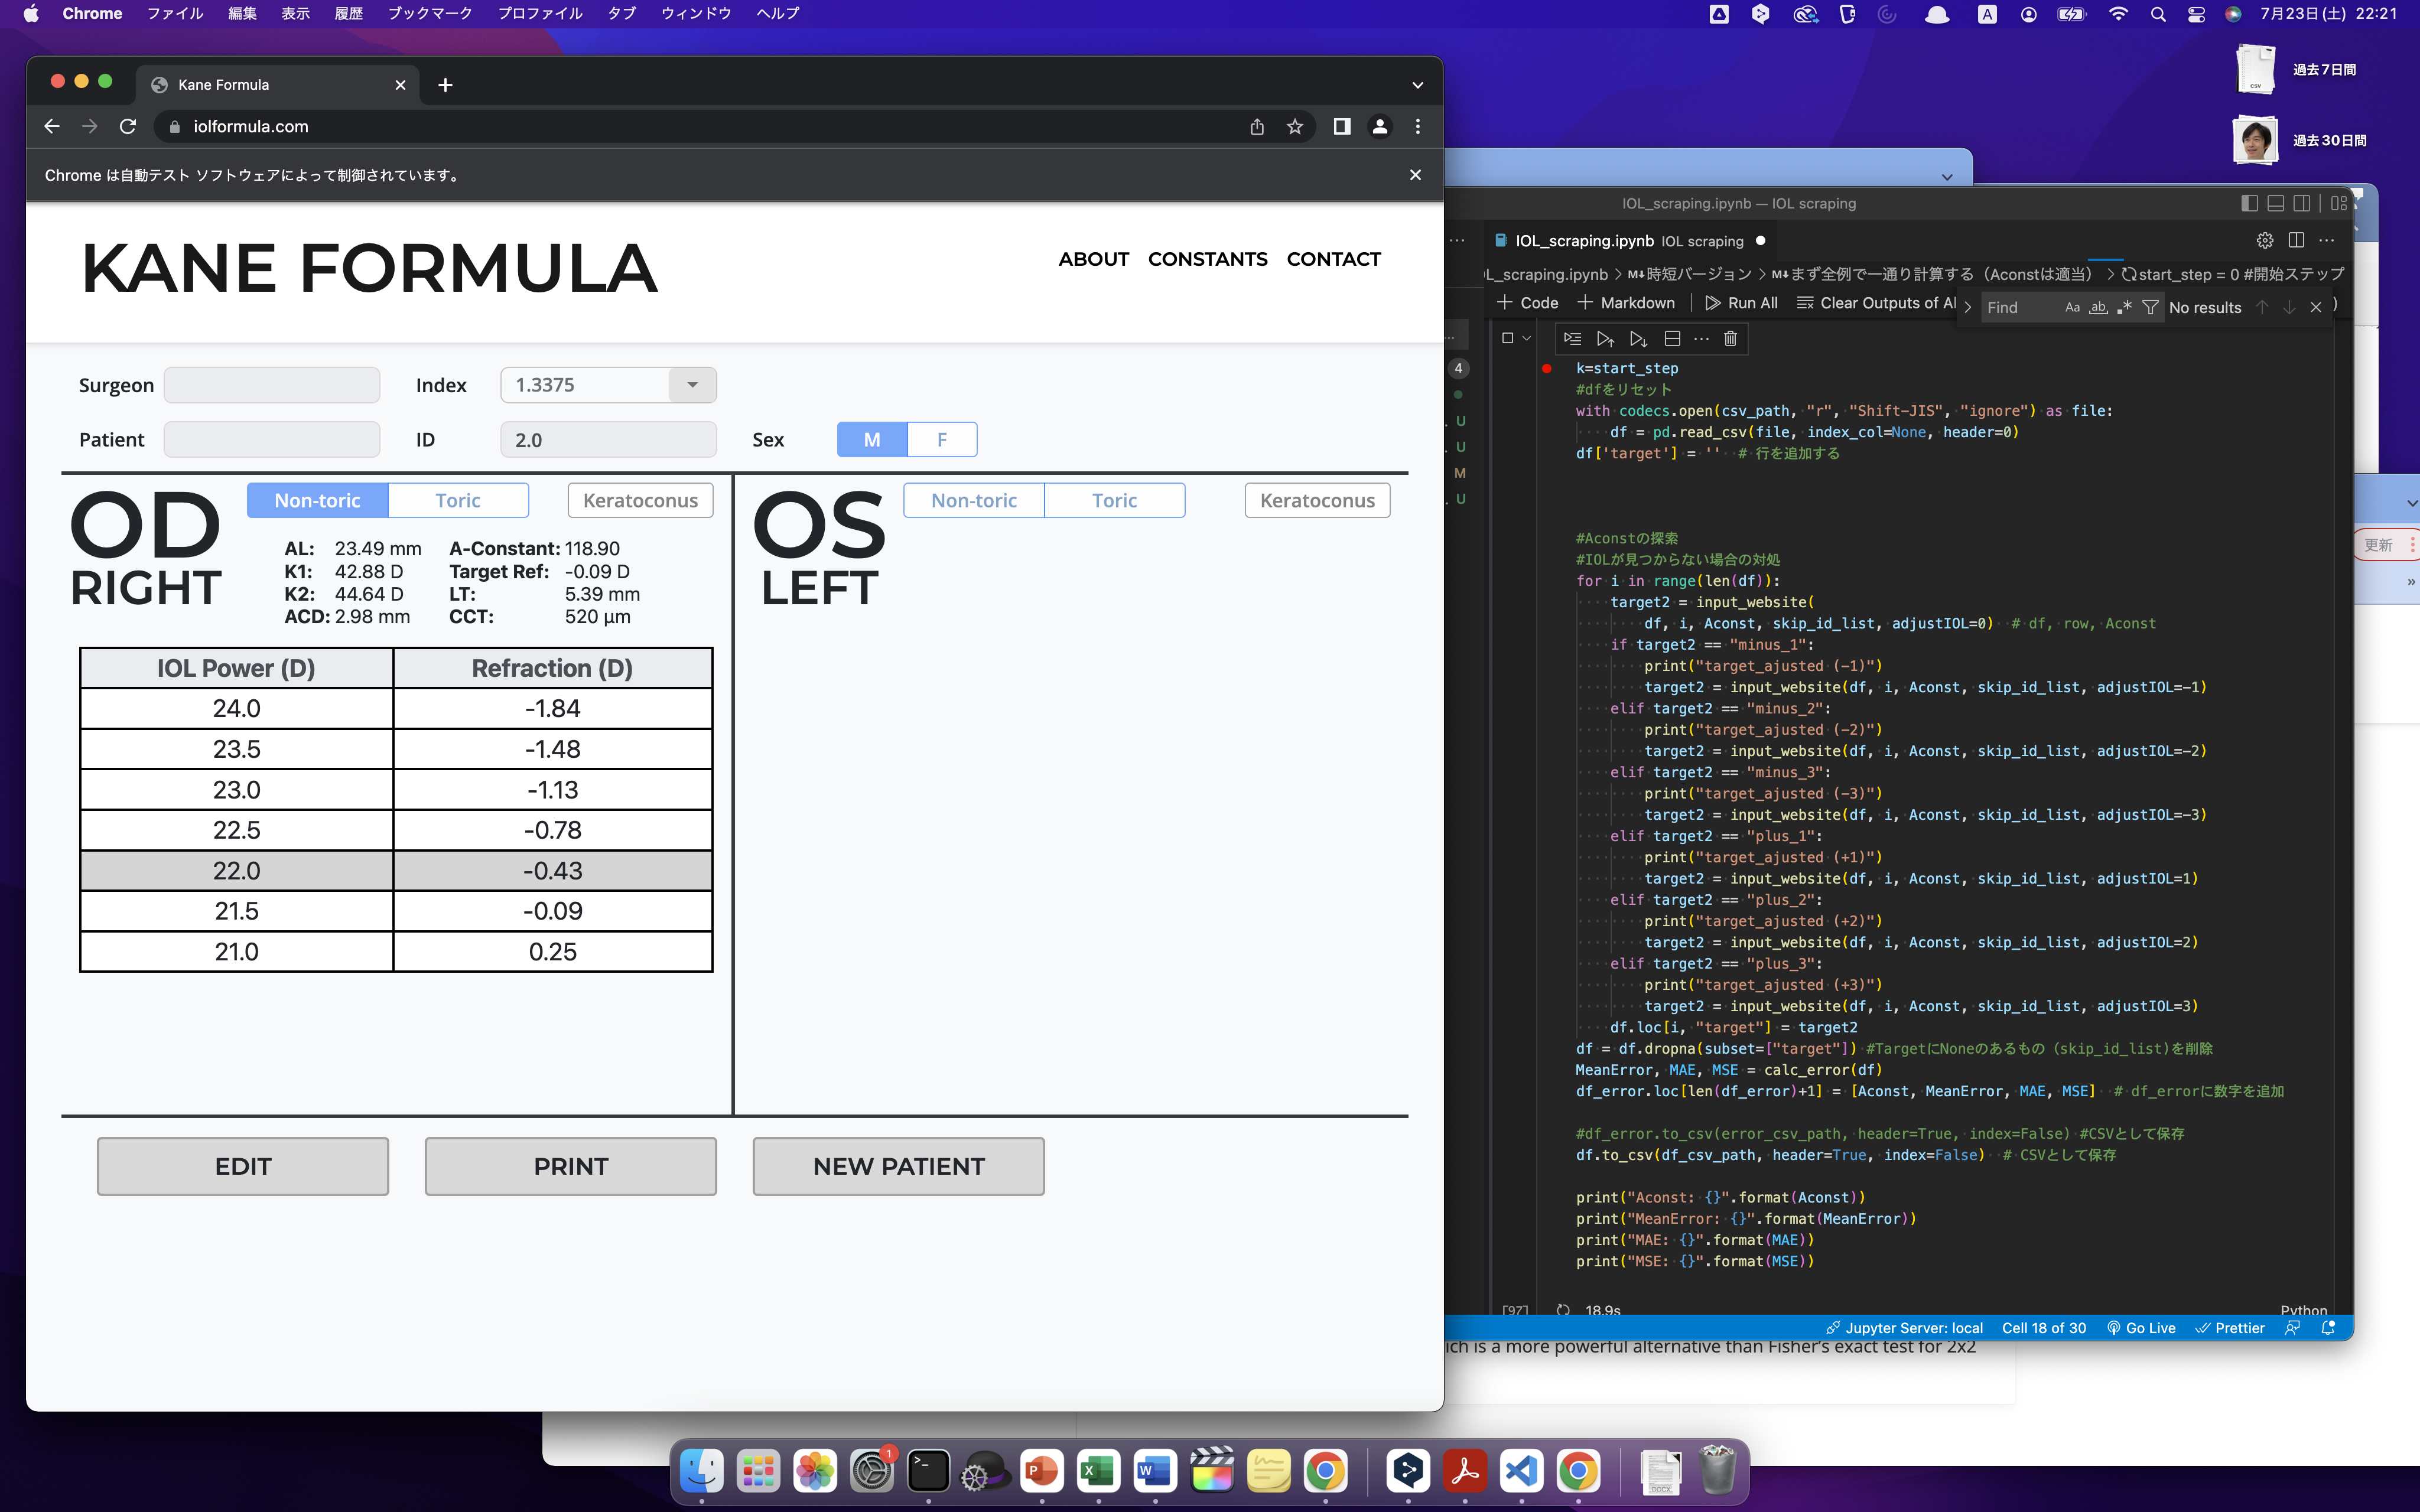 Chrome ファイル 編集 表示 履歴 ブックマーク プロファイル タブ ウィンドウ ヘルプ
A
7月23日(土) 22:21
過去7日間
過去30日間
Kane Formula
iolformula.com
Chrome は自動テスト ソフトウェアによって制御されています。
KANE FORMULA
ABOUT CONSTANTS CONTACT
Surgeon
Index 1.3375
Patient
ID 2.0
Sex M F
OD
RIGHT
Non-toric Toric Keratoconus
AL: 23.49 mm A-Constant: 118.90
K1: 42.88 D Target Ref: -0.09 D
K2: 44.64 D LT: 5.39 mm
ACD: 2.98 mm CCT: 520 μm
IOL Power (D) Refraction (D)
24.0 -1.84
23.5 -1.48
23.0 -1.13
22.5 -0.78
22.0 -0.43
21.5 -0.09
21.0 0.25
OS
LEFT
Non-toric Toric Keratoconus
EDIT PRINT NEW PATIENT
IOL_scraping.ipynb — IOL scraping
IOL_scraping.ipynb IOL scraping
L_scraping.ipynb > M↓時短バージョン > M↓まず全例で一通り計算する（Aconstは適当） > start_step = 0 #開始ステップ
+ Code + Markdown Run All Clear Outputs of Al
Find Aa ab .* No results
4
U
U
M
U
k=start_step
#dfをリセット
with codecs.open(csv_path, "r", "Shift-JIS", "ignore") as file:
df = pd.read_csv(file, index_col=None, header=0)
df['target'] = '' # 行を追加する
#Aconstの探索
#IOLが見つからない場合の対処
for i in range(len(df)):
target2 = input_website(
df, i, Aconst, skip_id_list, adjustIOL=0) # df, row, Aconst
if target2 == "minus_1":
print("target_ajusted (-1)")
target2 = input_website(df, i, Aconst, skip_id_list, adjustIOL=-1)
elif target2 == "minus_2":
print("target_ajusted (-2)")
target2 = input_website(df, i, Aconst, skip_id_list, adjustIOL=-2)
elif target2 == "minus_3":
print("target_ajusted (-3)")
target2 = input_website(df, i, Aconst, skip_id_list, adjustIOL=-3)
elif target2 == "plus_1":
print("target_ajusted (+1)")
target2 = input_website(df, i, Aconst, skip_id_list, adjustIOL=1)
elif target2 == "plus_2":
print("target_ajusted (+2)")
target2 = input_website(df, i, Aconst, skip_id_list, adjustIOL=2)
elif target2 == "plus_3":
print("target_ajusted (+3)")
target2 = input_website(df, i, Aconst, skip_id_list, adjustIOL=3)
df.loc[i, "target"] = target2
df = df.dropna(subset=["target"]) #TargetにNoneのあるもの（skip_id_list)を削除
MeanError, MAE, MSE = calc_error(df)
df_error.loc[len(df_error)+1] = [Aconst, MeanError, MAE, MSE] # df_errorに数字を追加
#df_error.to_csv(error_csv_path, header=True, index=False) #CSVとして保存
df.to_csv(df_csv_path, header=True, index=False) # CSVとして保存
print("Aconst: {}".format(Aconst))
print("MeanError: {}".format(MeanError))
print("MAE: {}".format(MAE))
print("MSE: {}".format(MSE))
[97] 18.9s Python
Jupyter Server: local Cell 18 of 30 Go Live Prettier
更新
»
ich is a more powerful alternative than Fisher's exact test for 2x2
1